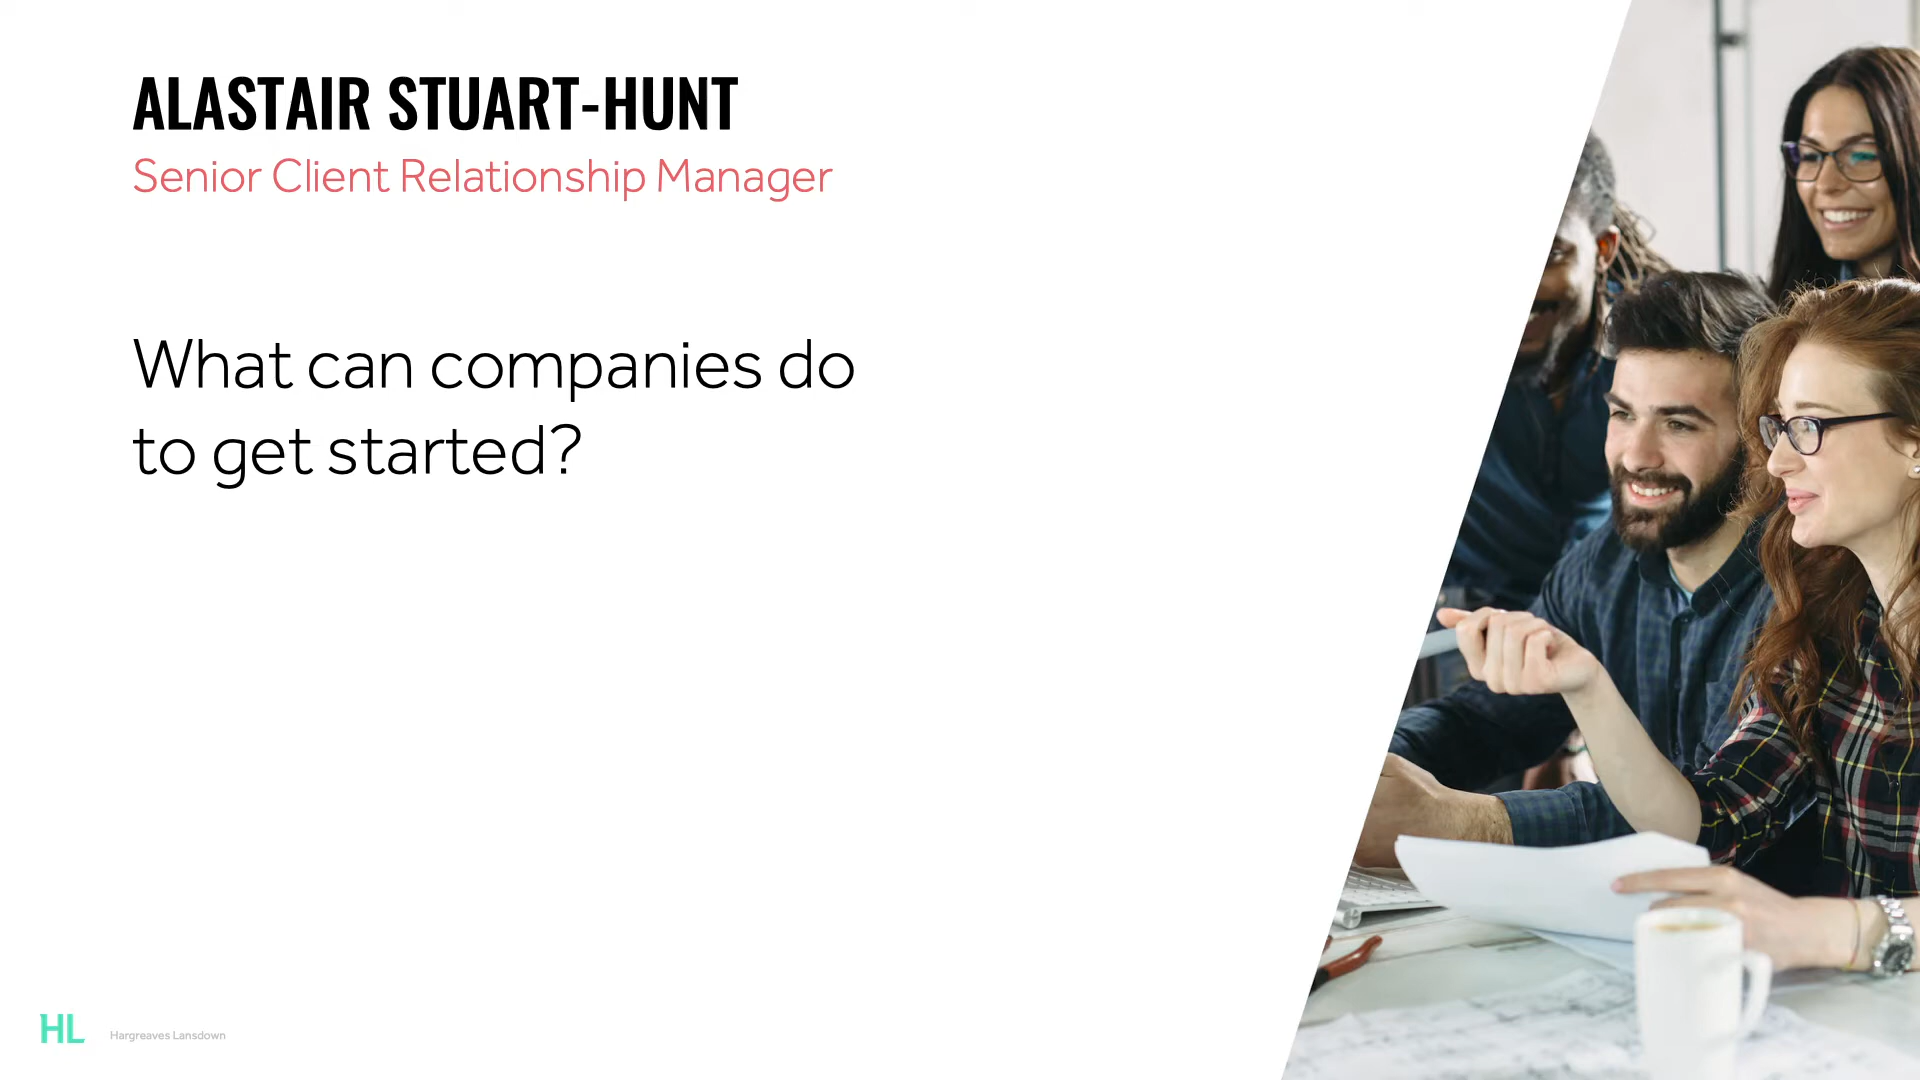 ALASTAIR STUART-HUNT
Senior Client Relationship Manager
What can companies do
to get started?
HL
Hargreaves Lansdown